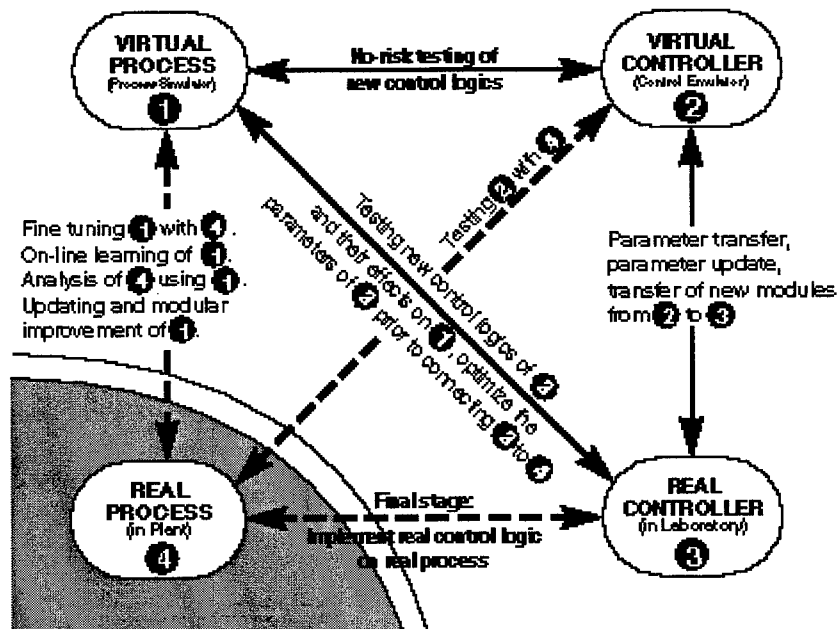 VIRTUAL
PROCESS
(Process Simulator)
1
No-risk testing of
new control logics
VIRTUAL
CONTROLLER
(Control Emulator)
2
Fine tuning 1 with 4.
On-line learning of 1.
Analysis of 4 using 1.
Updating and modular
improvement of 1.
Testing 2 with 4
Testing new control logics of
and their effects on 1, optimize the
parameters of prior to connecting to
Parameter transfer,
parameter update,
transfer of new modules
from 2 to 3
REAL
PROCESS
(in Plant)
4
Final stage:
Implement real control logic
on real process
REAL
CONTROLLER
(in Laboratory)
3